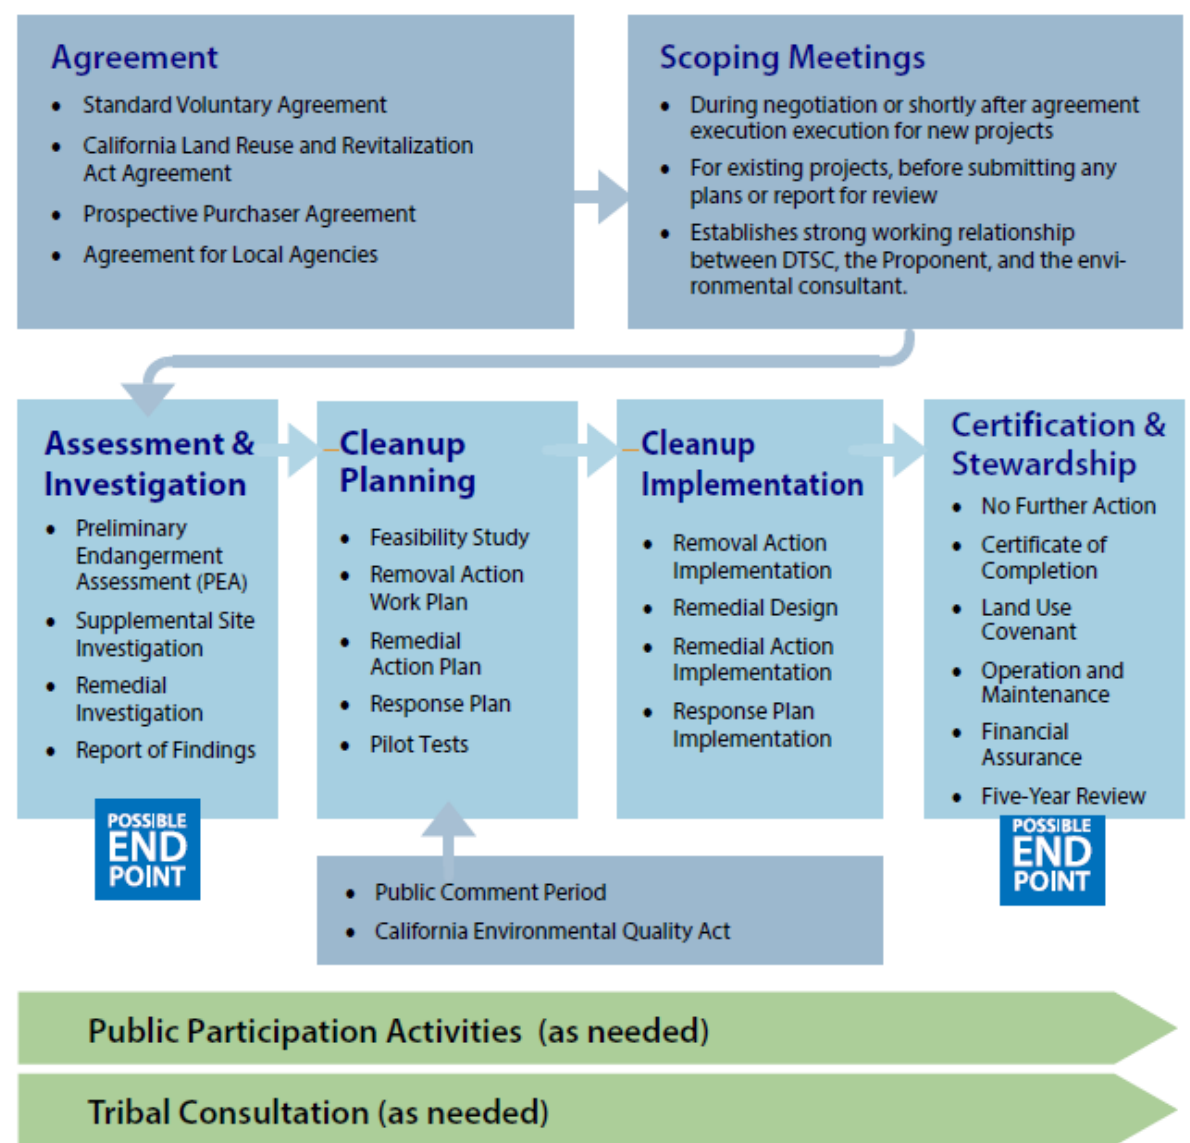 Agreement
• Standard Voluntary Agreement
• California Land Reuse and Revitalization
Act Agreement
• Prospective Purchaser Agreement
• Agreement for Local Agencies
Scoping Meetings
• During negotiation or shortly after agreement
execution execution for new projects
• For existing projects, before submitting any
plans or report for review
• Establishes strong working relationship
between DTSC, the Proponent, and the envi-
ronmental consultant.
Assessment &
Investigation
• Preliminary
Endangerment
Assessment (PEA)
• Supplemental Site
Investigation
• Remedial
Investigation
• Report of Findings
POSSIBLE
END
POINT
Cleanup
Planning
• Feasibility Study
• Removal Action
Work Plan
• Remedial
Action Plan
• Response Plan
• Pilot Tests
• Public Comment Period
• California Environmental Quality Act
Cleanup
Implementation
• Removal Action
Implementation
• Remedial Design
• Remedial Action
Implementation
• Response Plan
Implementation
Certification &
Stewardship
• No Further Action
• Certificate of
Completion
• Land Use
Covenant
• Operation and
Maintenance
• Financial
Assurance
• Five-Year Review
POSSIBLE
END
POINT
Public Participation Activities (as needed)
Tribal Consultation (as needed)